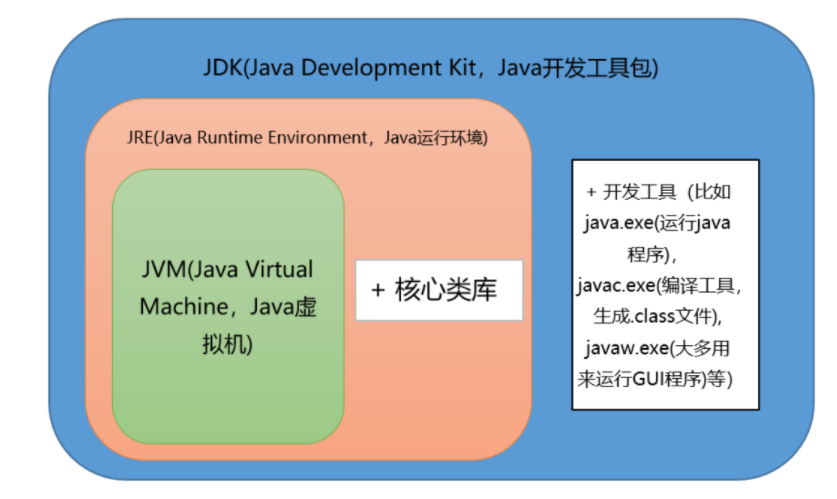 JDK(Java Development Kit，Java开发工具包)
JRE(Java Runtime Environment，Java运行环境)
JVM(Java Virtual
Machine，Java虚
拟机)
+ 核心类库
+ 开发工具（比如
java.exe(运行java
程序)，
javac.exe(编译工具，
生成.class文件),
javaw.exe(大多用
来运行GUI程序)等）